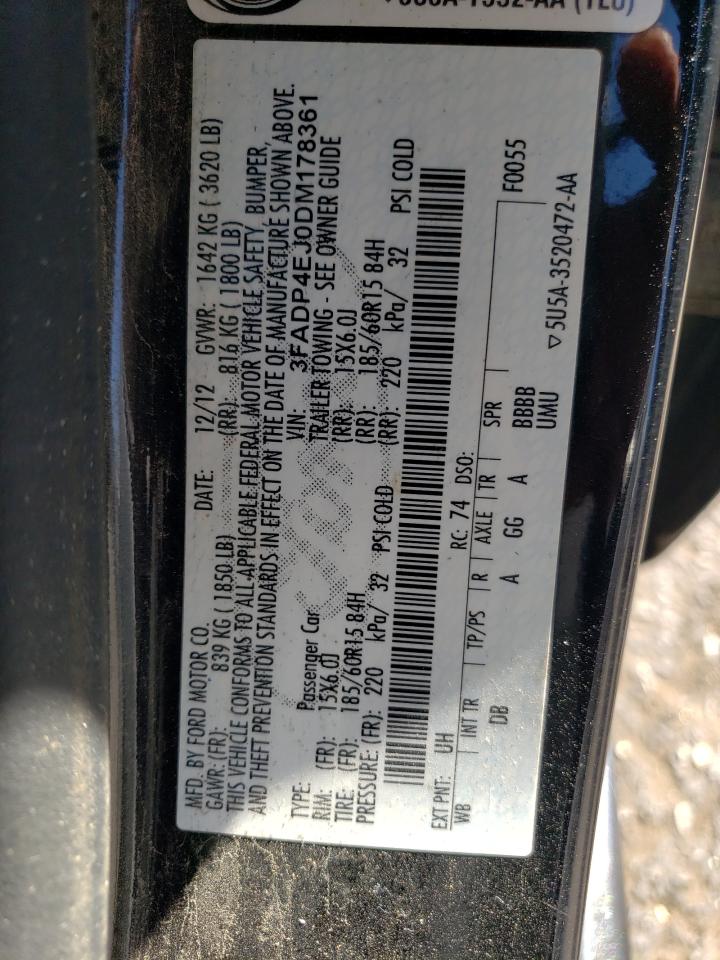 MFD. BY FORD MOTOR CO. DATE: 12/12 GVWR: 1642 KG ( 3620 LB)
GAWR: (FR): 839 KG ( 1850 LB) (RR): 816 KG ( 1800 LB)
THIS VEHICLE CONFORMS TO ALL APPLICABLE FEDERAL MOTOR VEHICLE SAFETY, BUMPER,
AND THEFT PREVENTION STANDARDS IN EFFECT ON THE DATE OF MANUFACTURE SHOWN ABOVE.
VIN: 3FADP4EJ0DM178361
TYPE: Passenger Car TRAILER TOWING - SEE OWNER GUIDE
RIM: (FR): 15X6.0J (RR): 15X6.0J
TIRE: (FR): 185/60R15 84H (RR): 185/60R15 84H
PRESSURE: (FR): 220 kPa/ 32 PSI COLD (RR): 220 kPa/ 32 PSI COLD
EXT PNT: UH RC: 74 DSO: F0055
WB INT TR TP/PS R AXLE TR SPR
DB A GG A BBBB
UMU
▽5U5A-3520472-AA